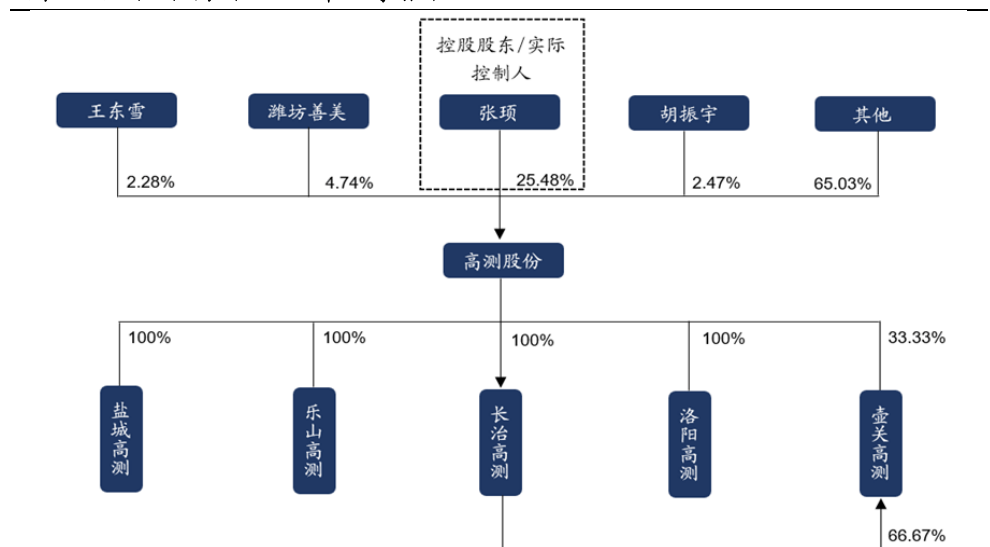 控股股东/实际
控制人
王东雪
潍坊善美
张顼
胡振宇
其他
2.28%
4.74%
25.48%
2.47%
65.03%
高测股份
100%
100%
100%
100%
33.33%
盐城高测
乐山高测
长治高测
洛阳高测
壶关高测
66.67%